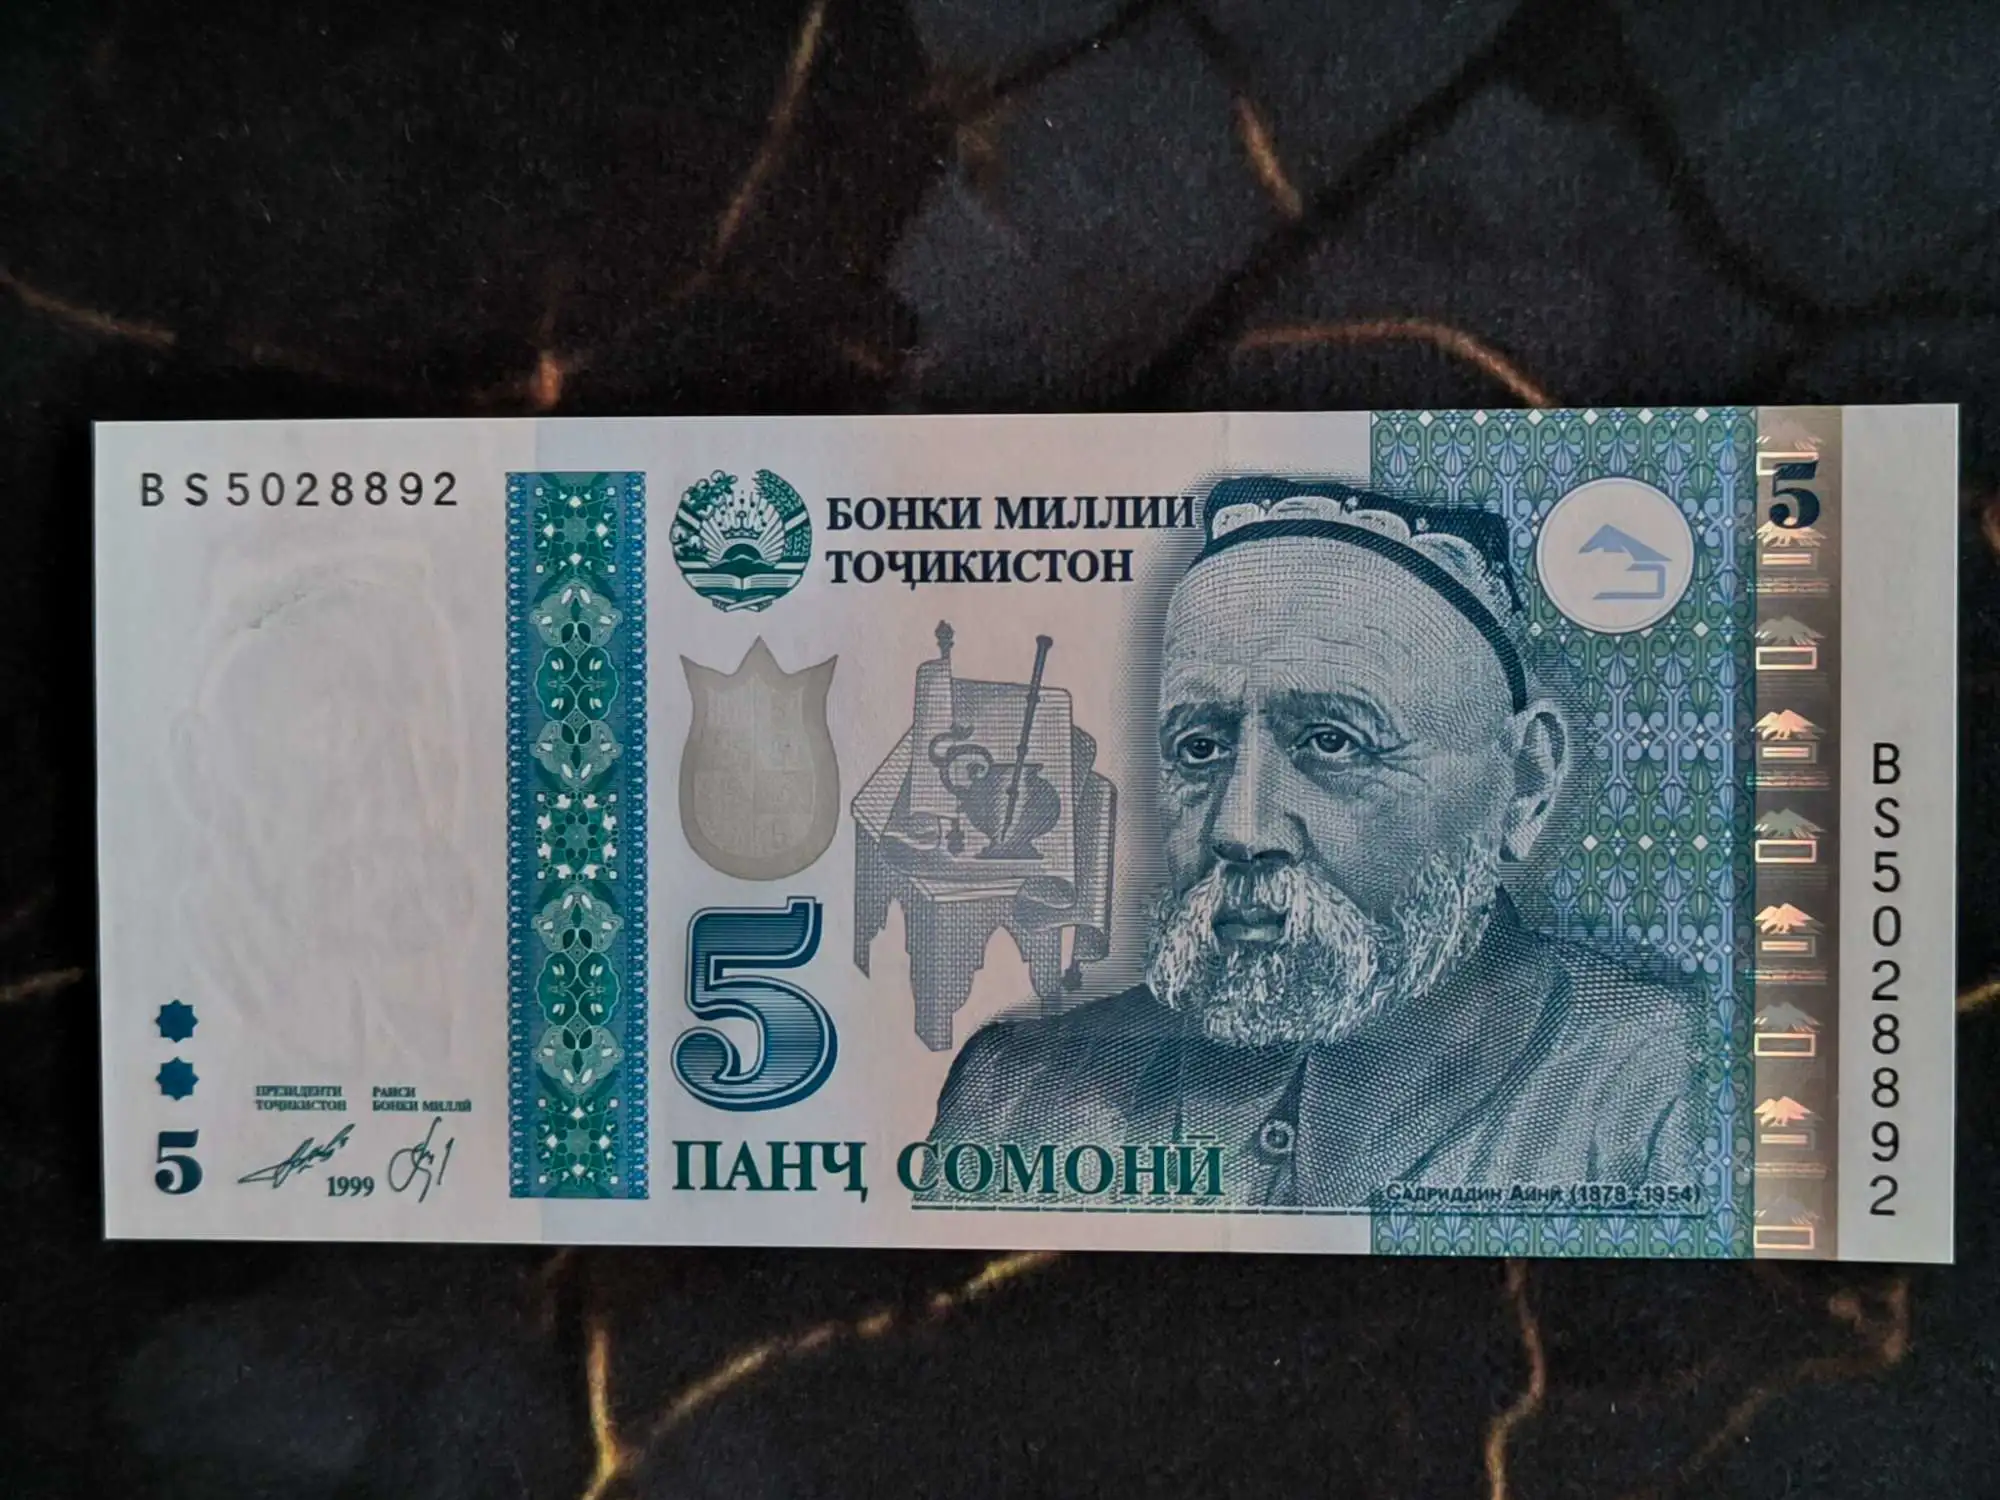 BS5028892
БОНКИ МИЛЛИИ
ТОҶИКИСТОН
5
5
ПАНҶ СОМОНӢ
ПРЕЗИДЕНТИ
ТОҶИКИСТОН
РАИСИ
БОНКИ МИЛЛӢ
1999
5
Садриддин Айнӣ (1878-1954)
BS5028892